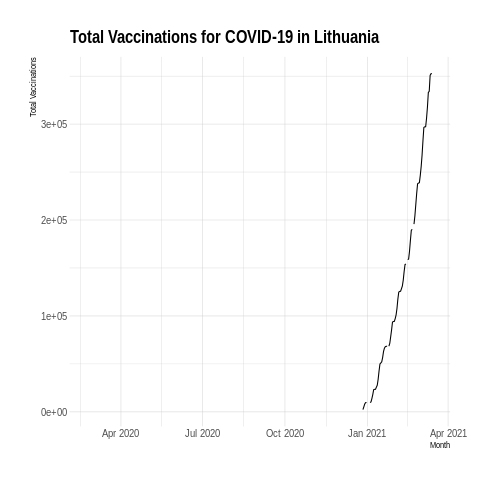 Total Vaccinations for COVID-19 in Lithuania
Total Vaccinations
3e+05
2e+05
1e+05
0e+00
Apr 2020 Jul 2020 Oct 2020 Jan 2021 Apr 2021
Month